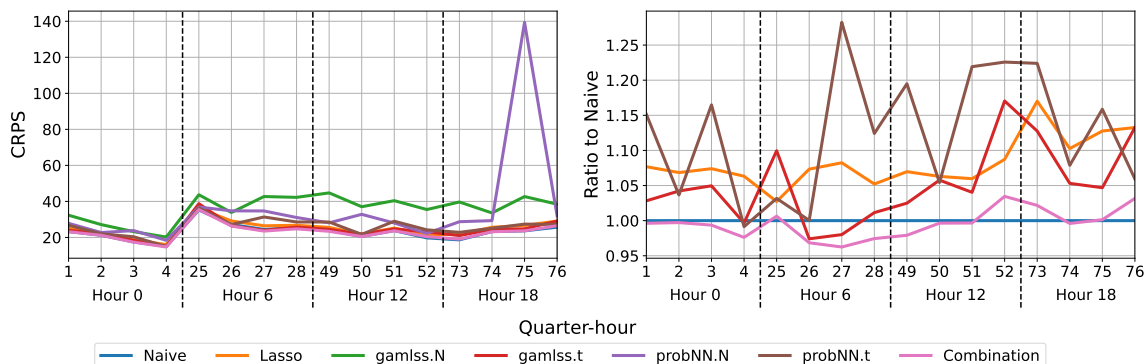 CRPS
140
120
100
80
60
40
20
1 2 3 4 25 26 27 28 49 50 51 52 73 74 75 76
Hour 0 Hour 6 Hour 12 Hour 18
Ratio to Naive
1.25
1.20
1.15
1.10
1.05
1.00
0.95
1 2 3 4 25 26 27 28 49 50 51 52 73 74 75 76
Hour 0 Hour 6 Hour 12 Hour 18
Quarter-hour
Naive Lasso gamlss.N gamlss.t probNN.N probNN.t Combination